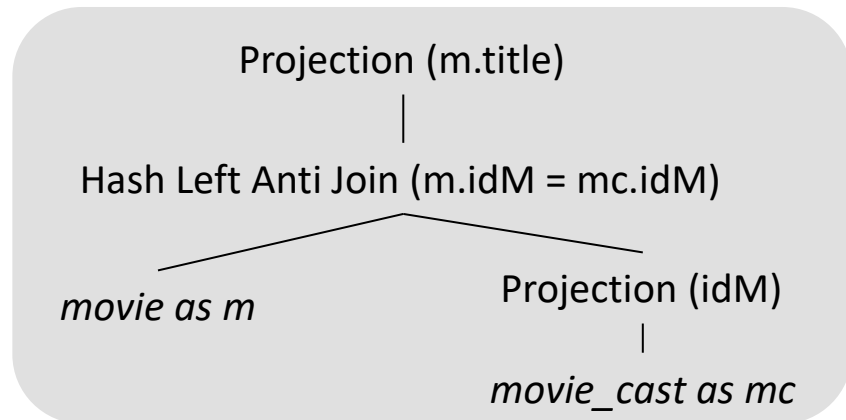 Projection (m.title)
Hash Left Anti Join (m.idM = mc.idM)
movie as m
Projection (idM)
movie_cast as mc